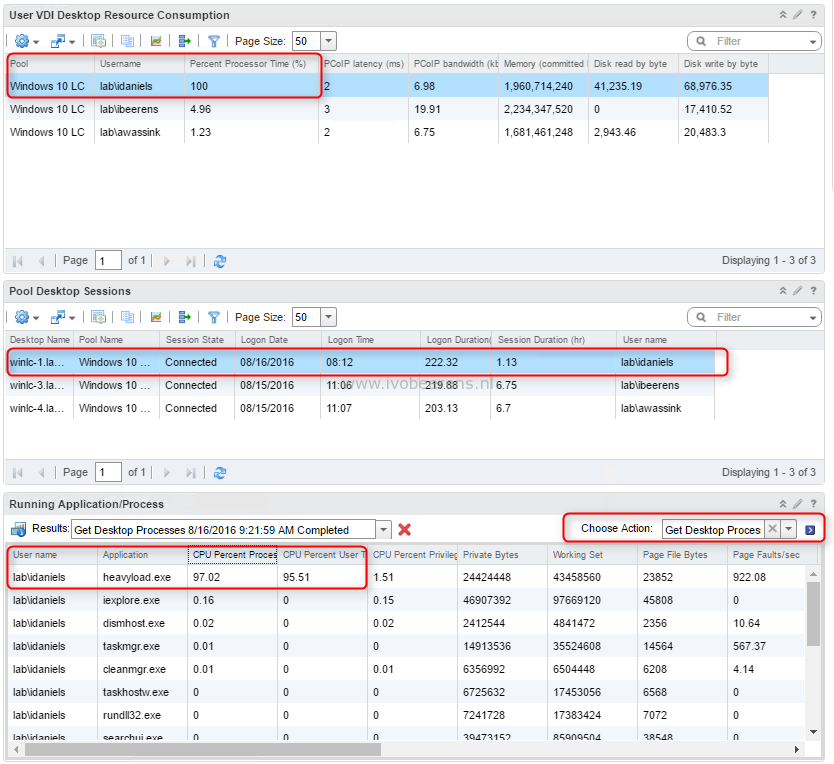 User VDI Desktop Resource Consumption
Page Size: 50 Filter
Pool Username Percent Processor Time (%) PCoIP latency (ms) PCoIP bandwidth (kb Memory (committed Disk read by byte Disk write by byte
Windows 10 LC lab\idaniels 100 2 6.98 1,960,714,240 41,235.19 68,976.35
Windows 10 LC lab\ibeerens 4.96 3 19.91 2,234,347,520 0 17,410.52
Windows 10 LC lab\awassink 1.23 2 6.75 1,681,461,248 2,943.46 20,483.3
Page 1 of 1 Displaying 1 - 3 of 3
Pool Desktop Sessions
Page Size: 50 Filter
Desktop Name Pool Name Session State Logon Date Logon Time Logon Duration( Session Duration (hr) User name
winlc-1.la... Windows 10 ... Connected 08/16/2016 08:12 222.32 1.13 lab\idaniels
winlc-3.la... Windows 10 ... Connected 08/15/2016 11:06 219.88 6.75 lab\ibeerens
www.ivobeerens.nl
winlc-4.la... Windows 10 ... Connected 08/15/2016 11:07 203.13 6.7 lab\awassink
Page 1 of 1 Displaying 1 - 3 of 3
Running Application/Process
Results: Get Desktop Processes 8/16/2016 9:21:59 AM Completed Choose Action: Get Desktop Proces
User name Application CPU Percent Proces CPU Percent User T CPU Percent Privileg Private Bytes Working Set Page File Bytes Page Faults/sec
lab\idaniels heavyload.exe 97.02 95.51 1.51 24424448 43458560 23852 922.08
lab\idaniels iexplore.exe 0.16 0 0.15 46907392 97669120 45808 0
lab\idaniels dismhost.exe 0.02 0 0.02 2412544 4841472 2356 10.64
lab\idaniels taskmgr.exe 0.01 0 0 14913536 35524608 14564 567.37
lab\idaniels cleanmgr.exe 0.01 0 0.01 6356992 6504448 6208 4.14
lab\idaniels taskhostw.exe 0 0 0 6725632 17453056 6568 0
lab\idaniels rundll32.exe 0 0 0 7241728 17383424 7072 0
lab\idaniels searchui.exe 0 0 0 39473152 85909504 38548 0